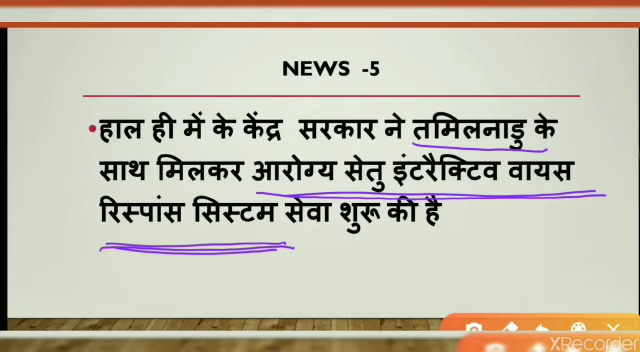 NEWS -5
•हाल ही में के केंद्र सरकार ने तमिलनाडु के
साथ मिलकर आरोग्य सेतु इंटरैक्टिव वायस
रिस्पांस सिस्टम सेवा शुरू की है
XRecorder